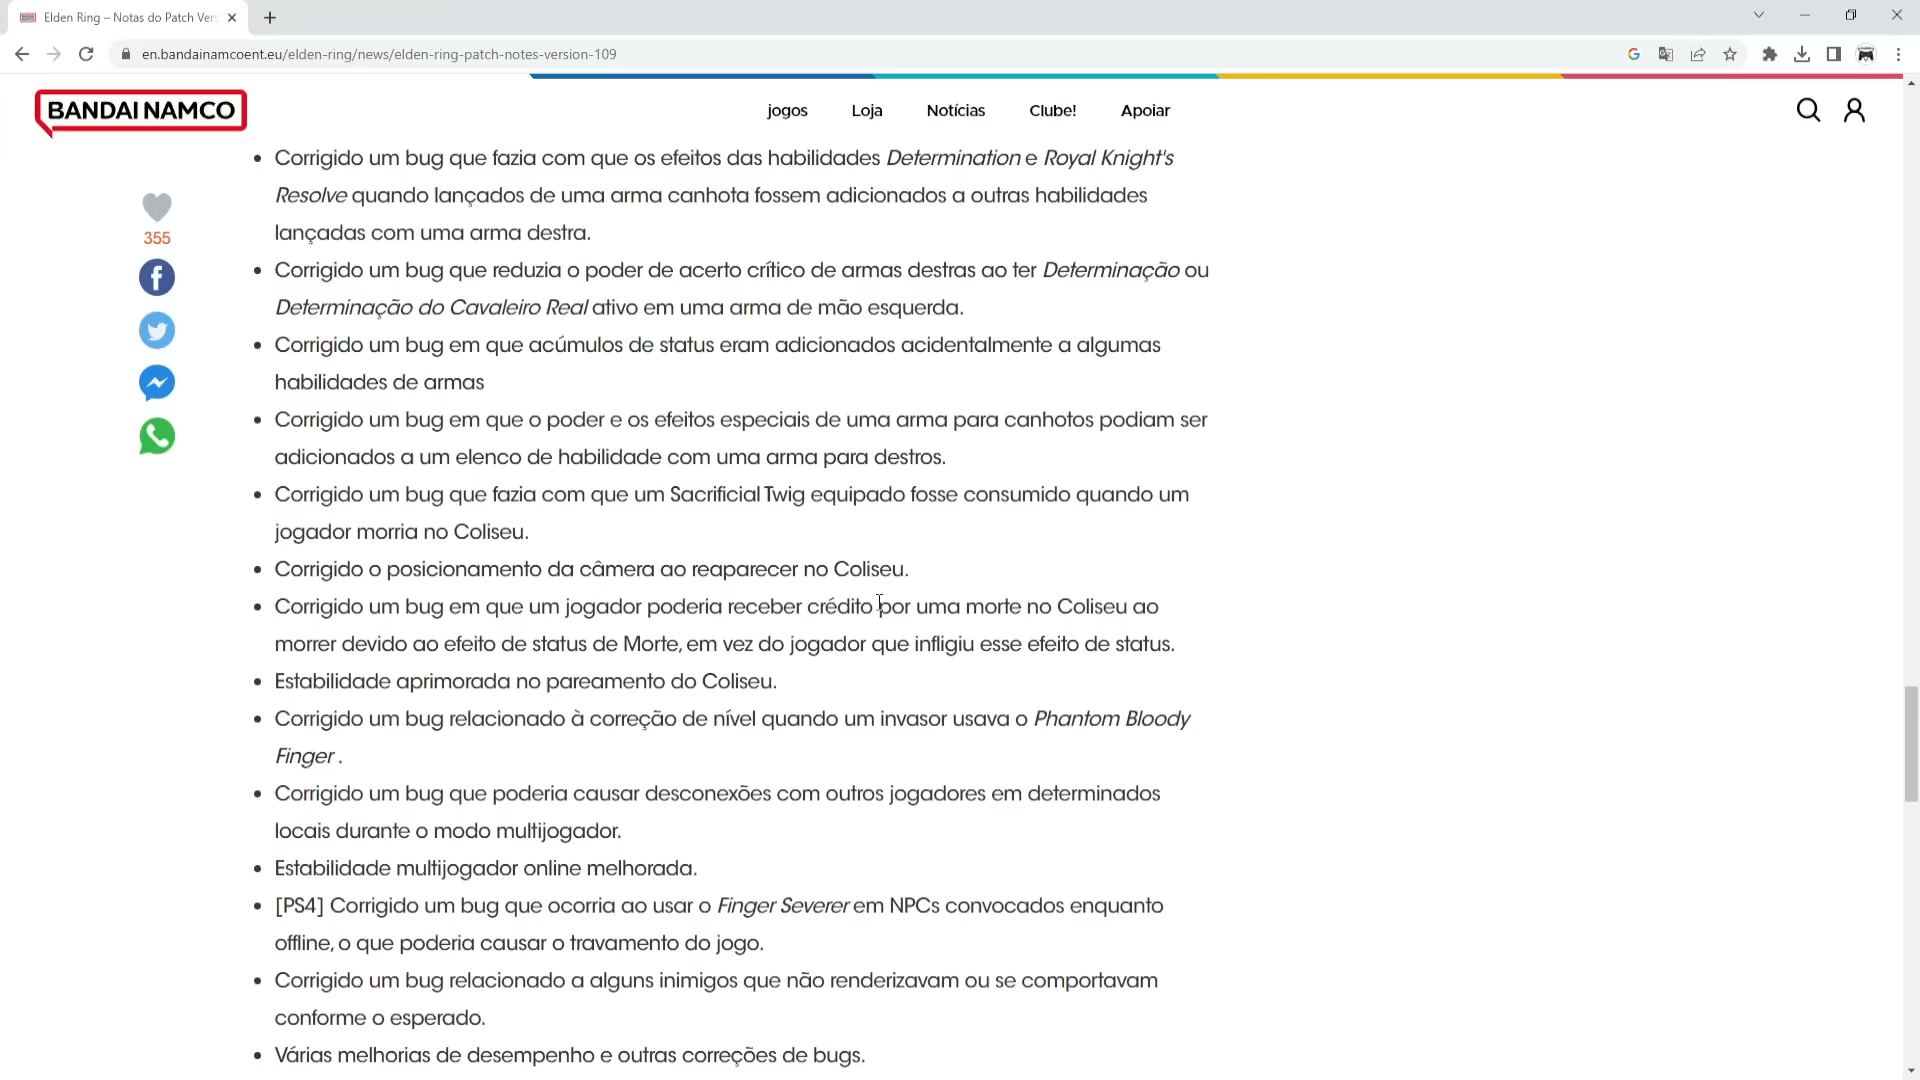 Elden Ring – Notas do Patch Vers
en.bandainamcoent.eu/elden-ring/news/elden-ring-patch-notes-version-109
BANDAI NAMCO
jogos Loja Notícias Clube! Apoiar
• Corrigido um bug que fazia com que os efeitos das habilidades Determination e Royal Knight's
Resolve quando lançados de uma arma canhota fossem adicionados a outras habilidades
lançadas com uma arma destra.
355
• Corrigido um bug que reduzia o poder de acerto crítico de armas destras ao ter Determinação ou
Determinação do Cavaleiro Real ativo em uma arma de mão esquerda.
• Corrigido um bug em que acúmulos de status eram adicionados acidentalmente a algumas
habilidades de armas
• Corrigido um bug em que o poder e os efeitos especiais de uma arma para canhotos podiam ser
adicionados a um elenco de habilidade com uma arma para destros.
• Corrigido um bug que fazia com que um Sacrificial Twig equipado fosse consumido quando um
jogador morria no Coliseu.
• Corrigido o posicionamento da câmera ao reaparecer no Coliseu.
• Corrigido um bug em que um jogador poderia receber crédito por uma morte no Coliseu ao
morrer devido ao efeito de status de Morte, em vez do jogador que infligiu esse efeito de status.
• Estabilidade aprimorada no pareamento do Coliseu.
• Corrigido um bug relacionado à correção de nível quando um invasor usava o Phantom Bloody
Finger .
• Corrigido um bug que poderia causar desconexões com outros jogadores em determinados
locais durante o modo multijogador.
• Estabilidade multijogador online melhorada.
• [PS4] Corrigido um bug que ocorria ao usar o Finger Severer em NPCs convocados enquanto
offline, o que poderia causar o travamento do jogo.
• Corrigido um bug relacionado a alguns inimigos que não renderizavam ou se comportavam
conforme o esperado.
• Várias melhorias de desempenho e outras correções de bugs.